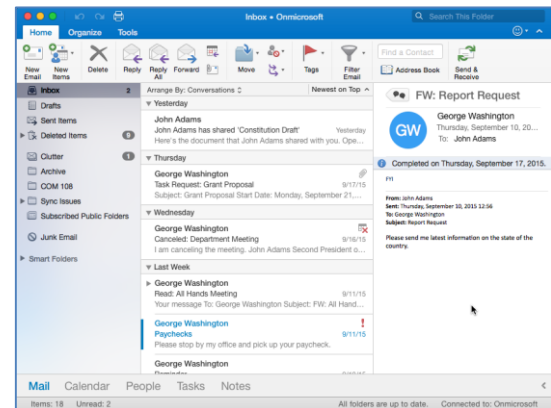 Inbox • Onmicrosoft
Search This Folder
Home Organize Tools
New Email
New Items
Delete
Reply
Reply All
Forward
Move
Tags
Filter Email
Find a Contact
Address Book
Send & Receive
Inbox 2
Drafts
Sent Items
Deleted Items 9
Clutter 1
Archive
COM 108
Sync Issues
Subscribed Public Folders
Junk Email
Smart Folders
Arrange By: Conversations Newest on Top
Yesterday
John Adams
John Adams has shared 'Constitution Draft' Yesterday
Here's the document that John Adams shared with you. Ope...
Thursday
George Washington
Task Request: Grant Proposal 9/17/15
Subject: Grant Proposal Start Date: Monday, September 21,...
Wednesday
George Washington
Canceled: Department Meeting 9/16/15
I am canceling the meeting. John Adams Second President o...
Last Week
George Washington
Read: All Hands Meeting 9/11/15
Your message To: George Washington Subject: FW: All Hand...
George Washington
Paychecks 9/11/15
Please stop by my office and pick up your paycheck.
George Washington
FW: Report Request
GW
George Washington
Thursday, September 10, 20...
To: John Adams
Completed on Thursday, September 17, 2015.
FYI
From: John Adams
Sent: Thursday, September 10, 2015 12:56
To: George Washington
Subject: Report Request
Please send me latest information on the state of the
country.
Mail Calendar People Tasks Notes
Items: 18 Unread: 2 All folders are up to date. Connected to: Onmicrosoft